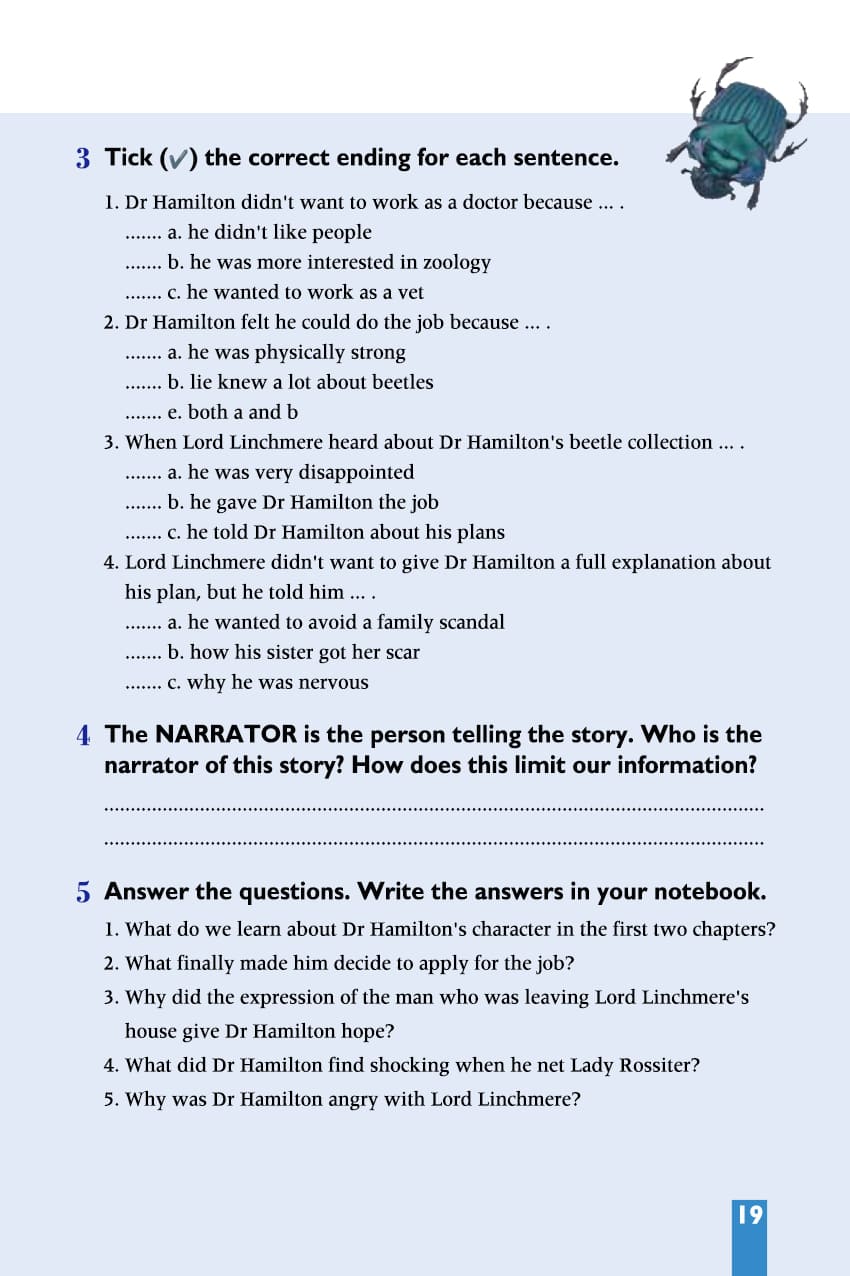 3 Tick (✓) the correct ending for each sentence.
1. Dr Hamilton didn't want to work as a doctor because ... .
....... a. he didn't like people
....... b. he was more interested in zoology
....... c. he wanted to work as a vet
2. Dr Hamilton felt he could do the job because ... .
....... a. he was physically strong
....... b. lie knew a lot about beetles
....... e. both a and b
3. When Lord Linchmere heard about Dr Hamilton's beetle collection ... .
....... a. he was very disappointed
....... b. he gave Dr Hamilton the job
....... c. he told Dr Hamilton about his plans
4. Lord Linchmere didn't want to give Dr Hamilton a full explanation about
his plan, but he told him ... .
....... a. he wanted to avoid a family scandal
....... b. how his sister got her scar
....... c. why he was nervous
4 The NARRATOR is the person telling the story. Who is the
narrator of this story? How does this limit our information?
5 Answer the questions. Write the answers in your notebook.
1. What do we learn about Dr Hamilton's character in the first two chapters?
2. What finally made him decide to apply for the job?
3. Why did the expression of the man who was leaving Lord Linchmere's
house give Dr Hamilton hope?
4. What did Dr Hamilton find shocking when he net Lady Rossiter?
5. Why was Dr Hamilton angry with Lord Linchmere?
19